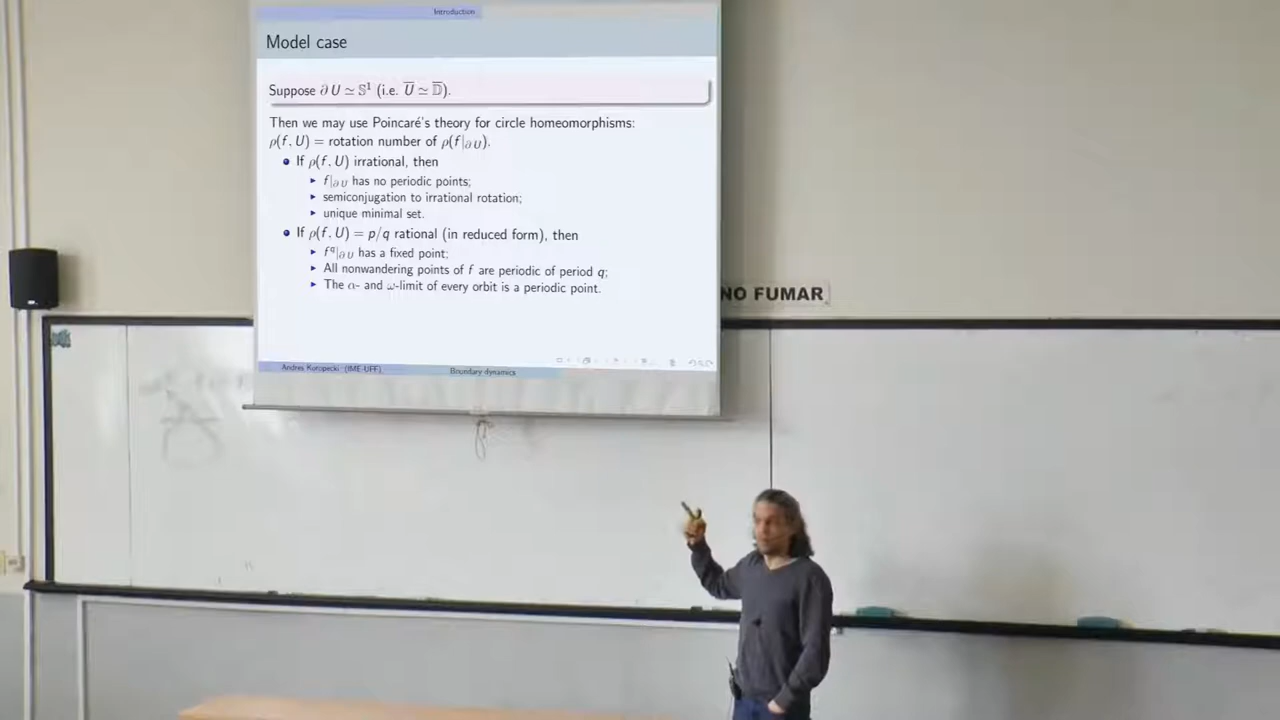 Introduction
Model case
Suppose ∂U ≃ 𝕊¹ (i.e. U̅ ≃ 𝔻̅).
Then we may use Poincaré's theory for circle homeomorphisms:
ρ(f, U) = rotation number of ρ(f|∂U).
• If ρ(f, U) irrational, then
▸ f|∂U has no periodic points;
▸ semiconjugation to irrational rotation;
▸ unique minimal set.
• If ρ(f, U) = p/q rational (in reduced form), then
▸ f^q|∂U has a fixed point;
▸ All nonwandering points of f are periodic of period q;
▸ The α- and ω-limit of every orbit is a periodic point.
NO FUMAR
Andres Koropecki (IME-UFF)
Boundary dynamics